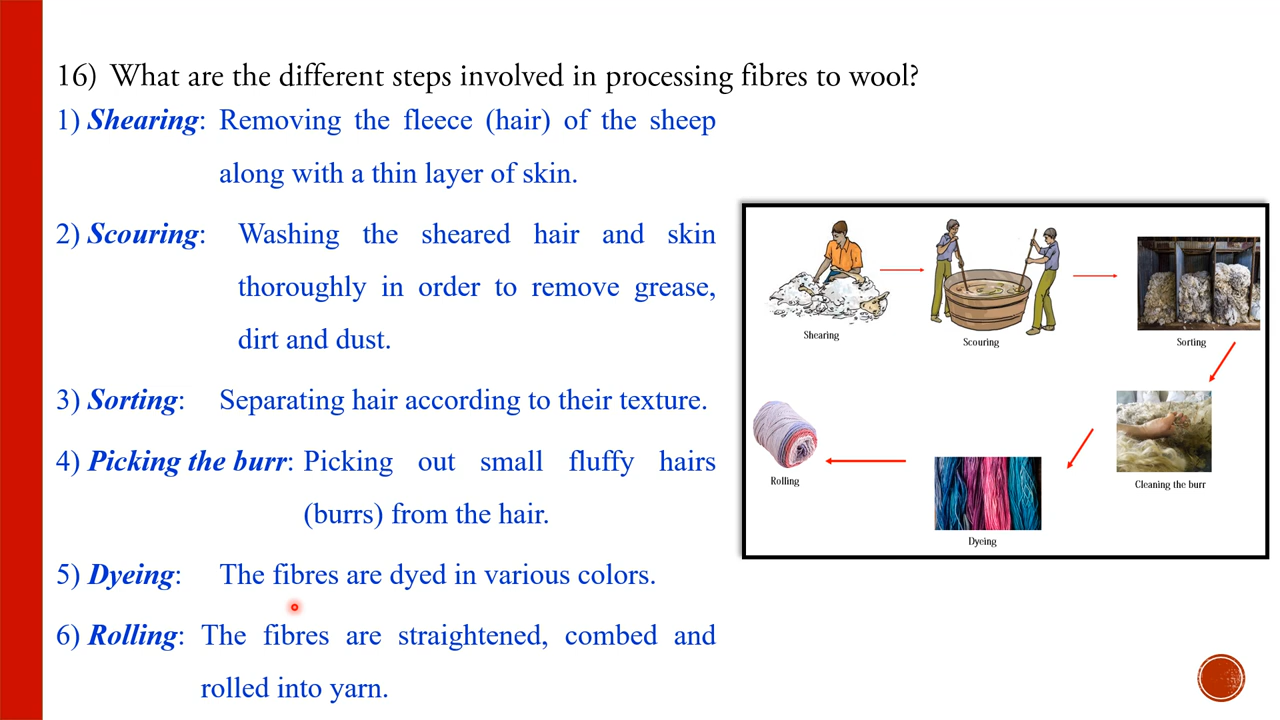 16) What are the different steps involved in processing fibres to wool?
1) Shearing: Removing the fleece (hair) of the sheep
along with a thin layer of skin.
2) Scouring: Washing the sheared hair and skin
thoroughly in order to remove grease,
dirt and dust.
3) Sorting: Separating hair according to their texture.
4) Picking the burr: Picking out small fluffy hairs
(burrs) from the hair.
5) Dyeing: The fibres are dyed in various colors.
6) Rolling: The fibres are straightened, combed and
rolled into yarn.
Shearing
Scouring
Sorting
Cleaning the burr
Dyeing
Rolling